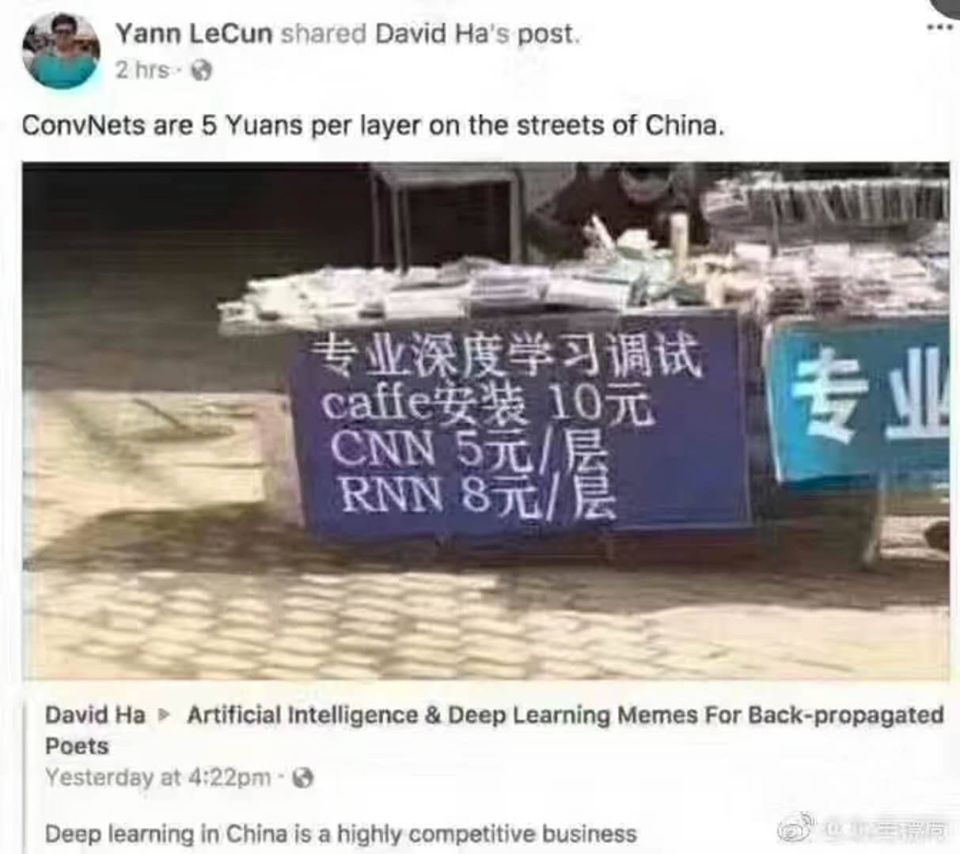 Yann LeCun shared David Ha's post.
2 hrs ·
ConvNets are 5 Yuans per layer on the streets of China.
专业深度学习调试
caffe安装 10元
CNN 5元/层
RNN 8元/层
专业
David Ha ▸ Artificial Intelligence & Deep Learning Memes For Back-propagated
Poets
Yesterday at 4:22pm ·
Deep learning in China is a highly competitive business